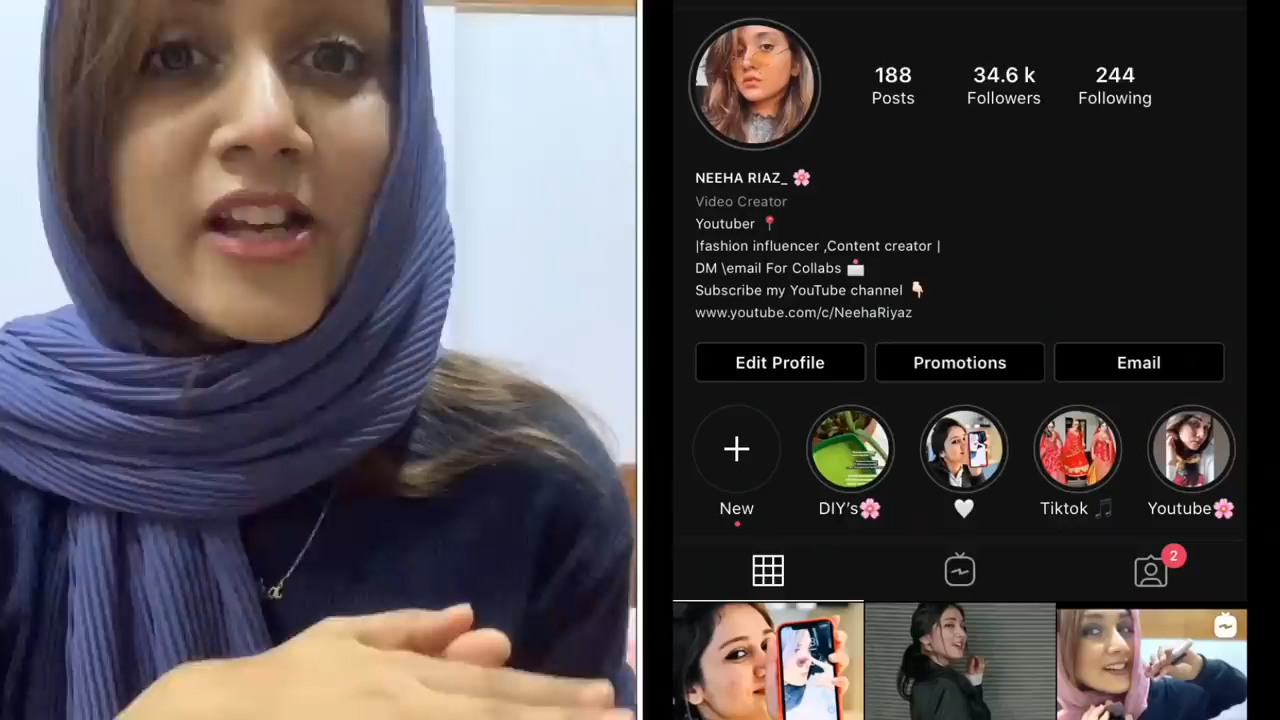 188
Posts
34.6 k
Followers
244
Following
NEEHA RIAZ_ 🌸
Video Creator
Youtuber 📍
|fashion influencer ,Content creator |
DM \email For Collabs 📩
Subscribe my YouTube channel 👇🏻
www.youtube.com/c/NeehaRiyaz
Edit Profile
Promotions
Email
New
DIY's🌸
🤍
Tiktok 🎵
Youtube🌸
2